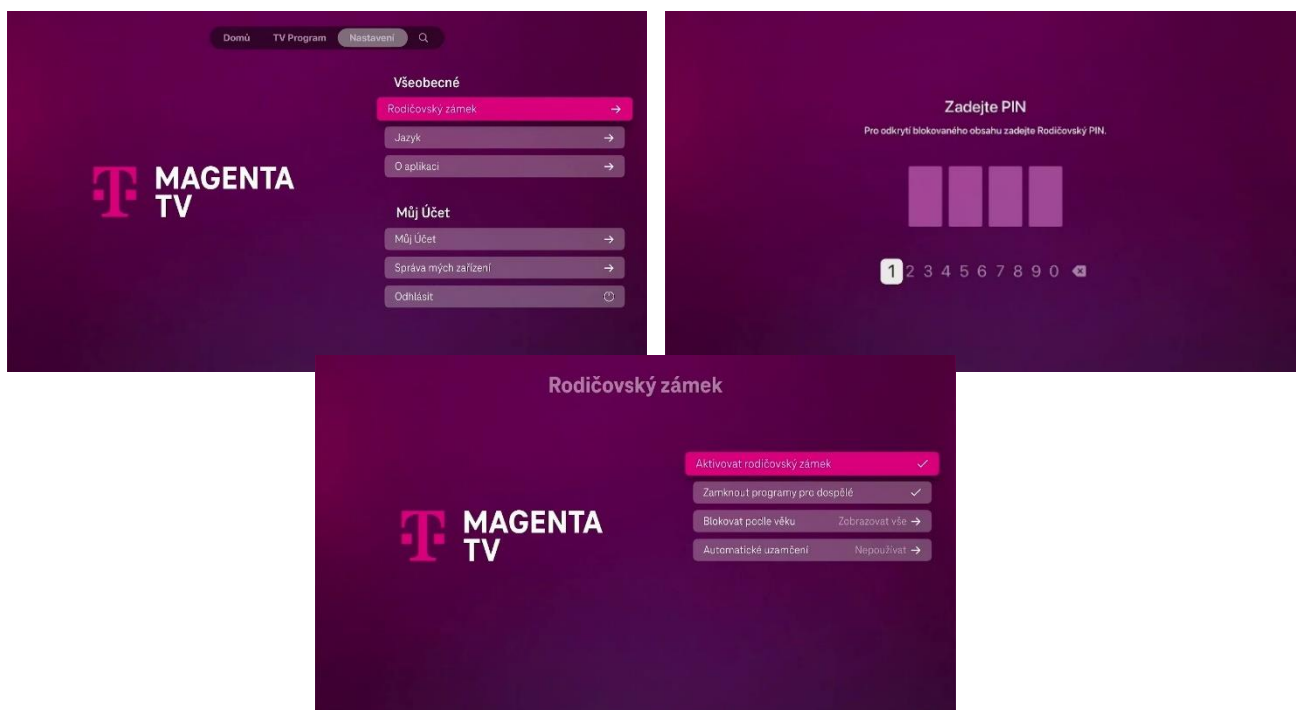 Domů TV Program Nastavení
Všeobecné
Rodičovský zámek
Jazyk
O aplikaci
MAGENTA
TV
Můj Účet
Můj Účet
Správa mých zařízení
Odhlásit
Zadejte PIN
Pro odkrytí blokovaného obsahu zadejte Rodičovský PIN.
1 2 3 4 5 6 7 8 9 0
Rodičovský zámek
Aktivovat rodičovský zámek
Zamknout programy pro dospělé
Blokovat podle věku Zobrazovat vše
Automatické uzamčení Nepoužívat
T MAGENTA
TV